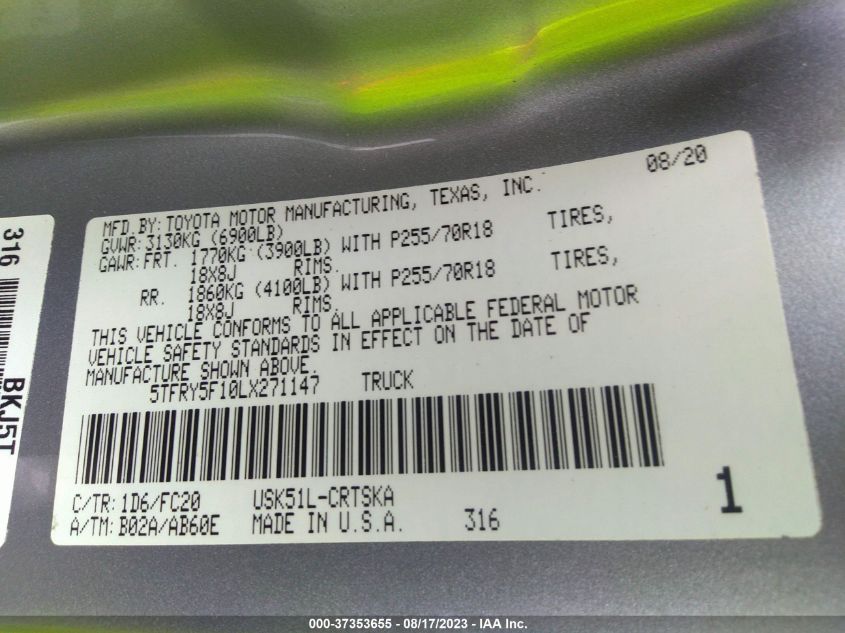 MFD.BY: TOYOTA MOTOR MANUFACTURING, TEXAS, INC. 08/20
GVWR: 3130KG (6900LB)
GAWR: FRT. 1770KG (3900LB) WITH P255/70R18 TIRES,
18X8J RIMS.
RR. 1860KG (4100LB) WITH P255/70R18 TIRES,
18X8J RIMS.
THIS VEHICLE CONFORMS TO ALL APPLICABLE FEDERAL MOTOR
VEHICLE SAFETY STANDARDS IN EFFECT ON THE DATE OF
MANUFACTURE SHOWN ABOVE.
5TFRY5F10LX271147 TRUCK
C/TR: 1D6/FC20 USK51L-CRTSKA
A/TM: B02A/AB60E MADE IN U.S.A. 316
1
316
BKJ5T
000-37353655 - 08/17/2023 - IAA Inc.